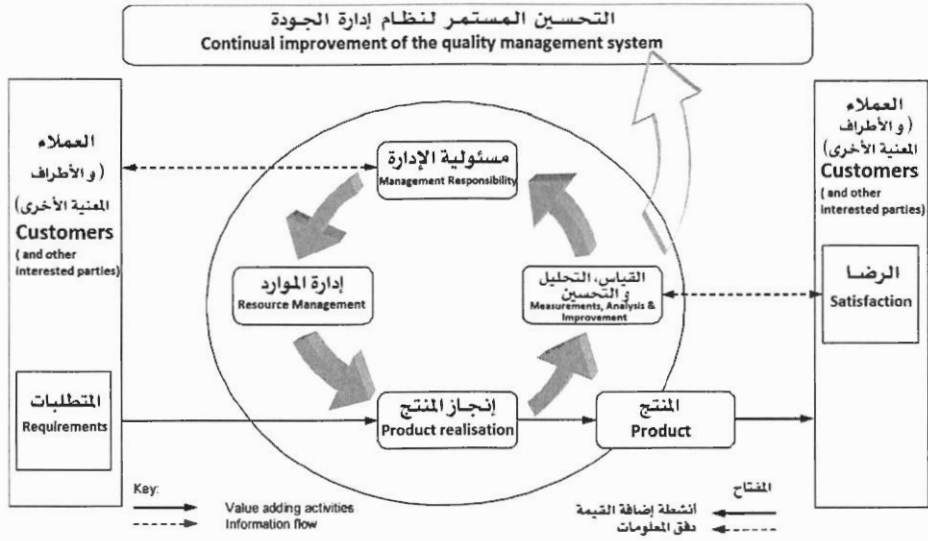 التحسين المستمر لنظام إدارة الجودة
Continual improvement of the quality management system
العملاء
(و الأطراف
المعنية الأخرى)
Customers
( and other
interested parties)
المتطلبات
Requirements
مسئولية الإدارة
Management Responsibility
إدارة الموارد
Resource Management
القياس، التحليل
و التحسين
Measurements, Analysis &
Improvement
إنجاز المنتج
Product realisation
المنتج
Product
العملاء
(و الأطراف
المعنية الأخرى)
Customers
( and other
interested parties)
الرضا
Satisfaction
Key:
Value adding activities
Information flow
المفتاح
أنشطة إضافة القيمة
دفق المعلومات